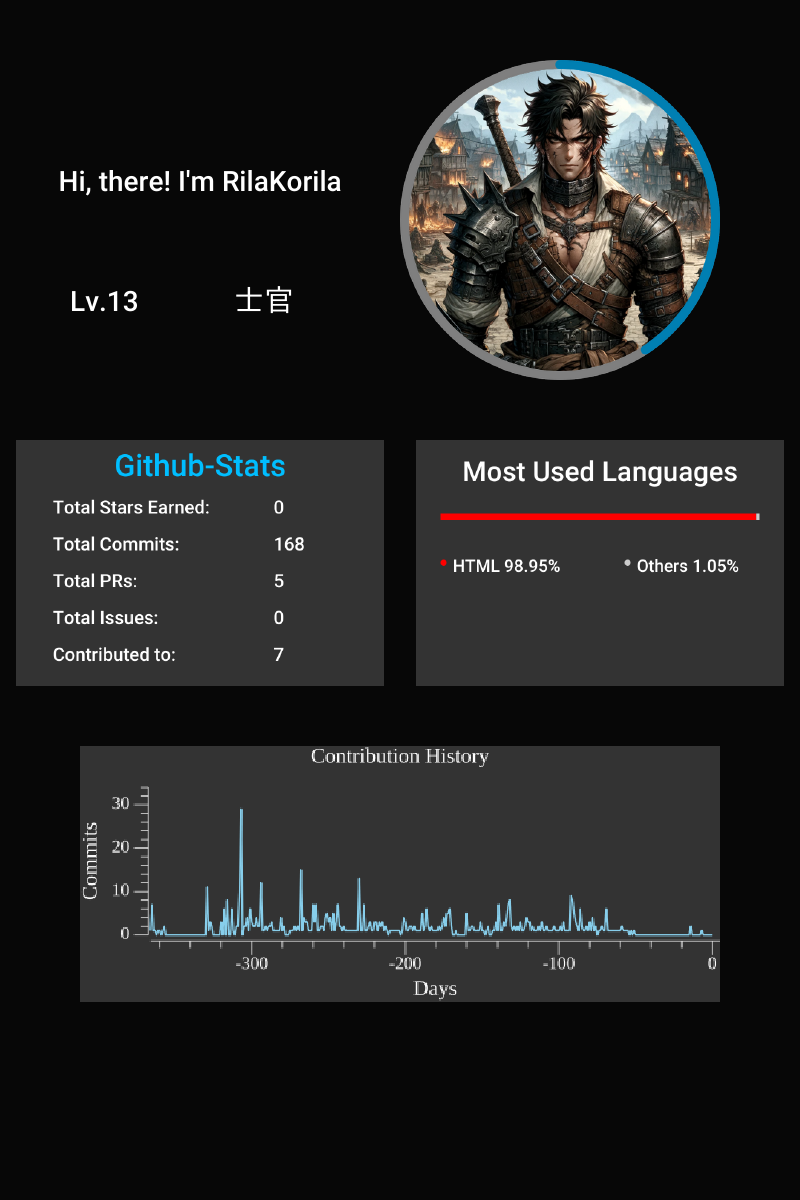 Hi, there! I'm RilaKorila
Lv.13 士官
Github-Stats
Total Stars Earned: 0
Total Commits: 168
Total PRs: 5
Total Issues: 0
Contributed to: 7
Most Used Languages
HTML 98.95% Others 1.05%
Contribution History
Commits
30
20
10
0
-300 -200 -100 0
Days